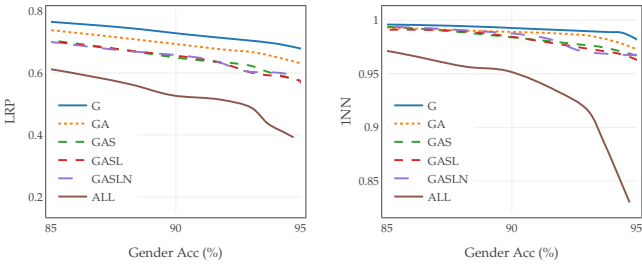 0.8
0.6
0.4
0.2
LRP
G
GA
GAS
GASL
GASLN
ALL
85
90
95
Gender Acc (%)
1
0.95
0.9
0.85
1NN
G
GA
GAS
GASL
GASLN
ALL
85
90
95
Gender Acc (%)